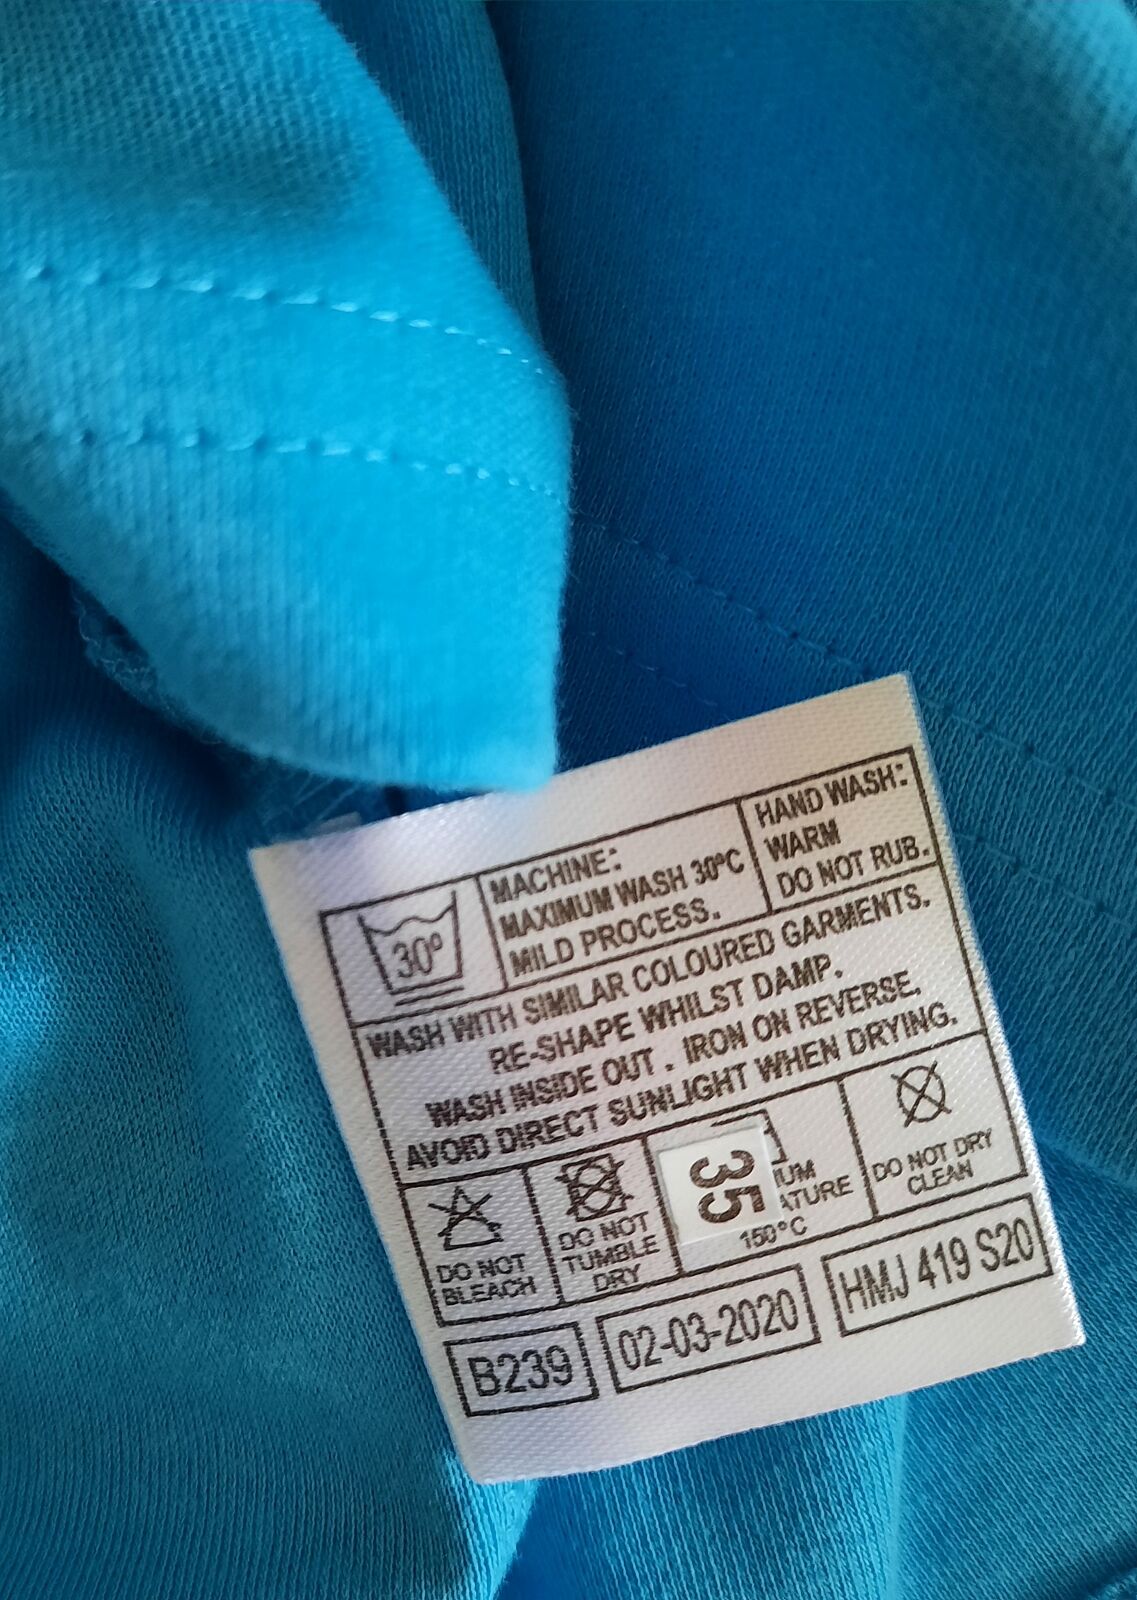 30°
MACHINE:
MAXIMUM WASH 30°C
MILD PROCESS.
HAND WASH:
WARM
DO NOT RUB.
WASH WITH SIMILAR COLOURED GARMENTS.
RE-SHAPE WHILST DAMP.
WASH INSIDE OUT. IRON ON REVERSE.
AVOID DIRECT SUNLIGHT WHEN DRYING.
DO NOT
BLEACH
DO NOT
TUMBLE
DRY
35
150°C
DO NOT DRY
CLEAN
B239
02-03-2020
HMJ 419 S20